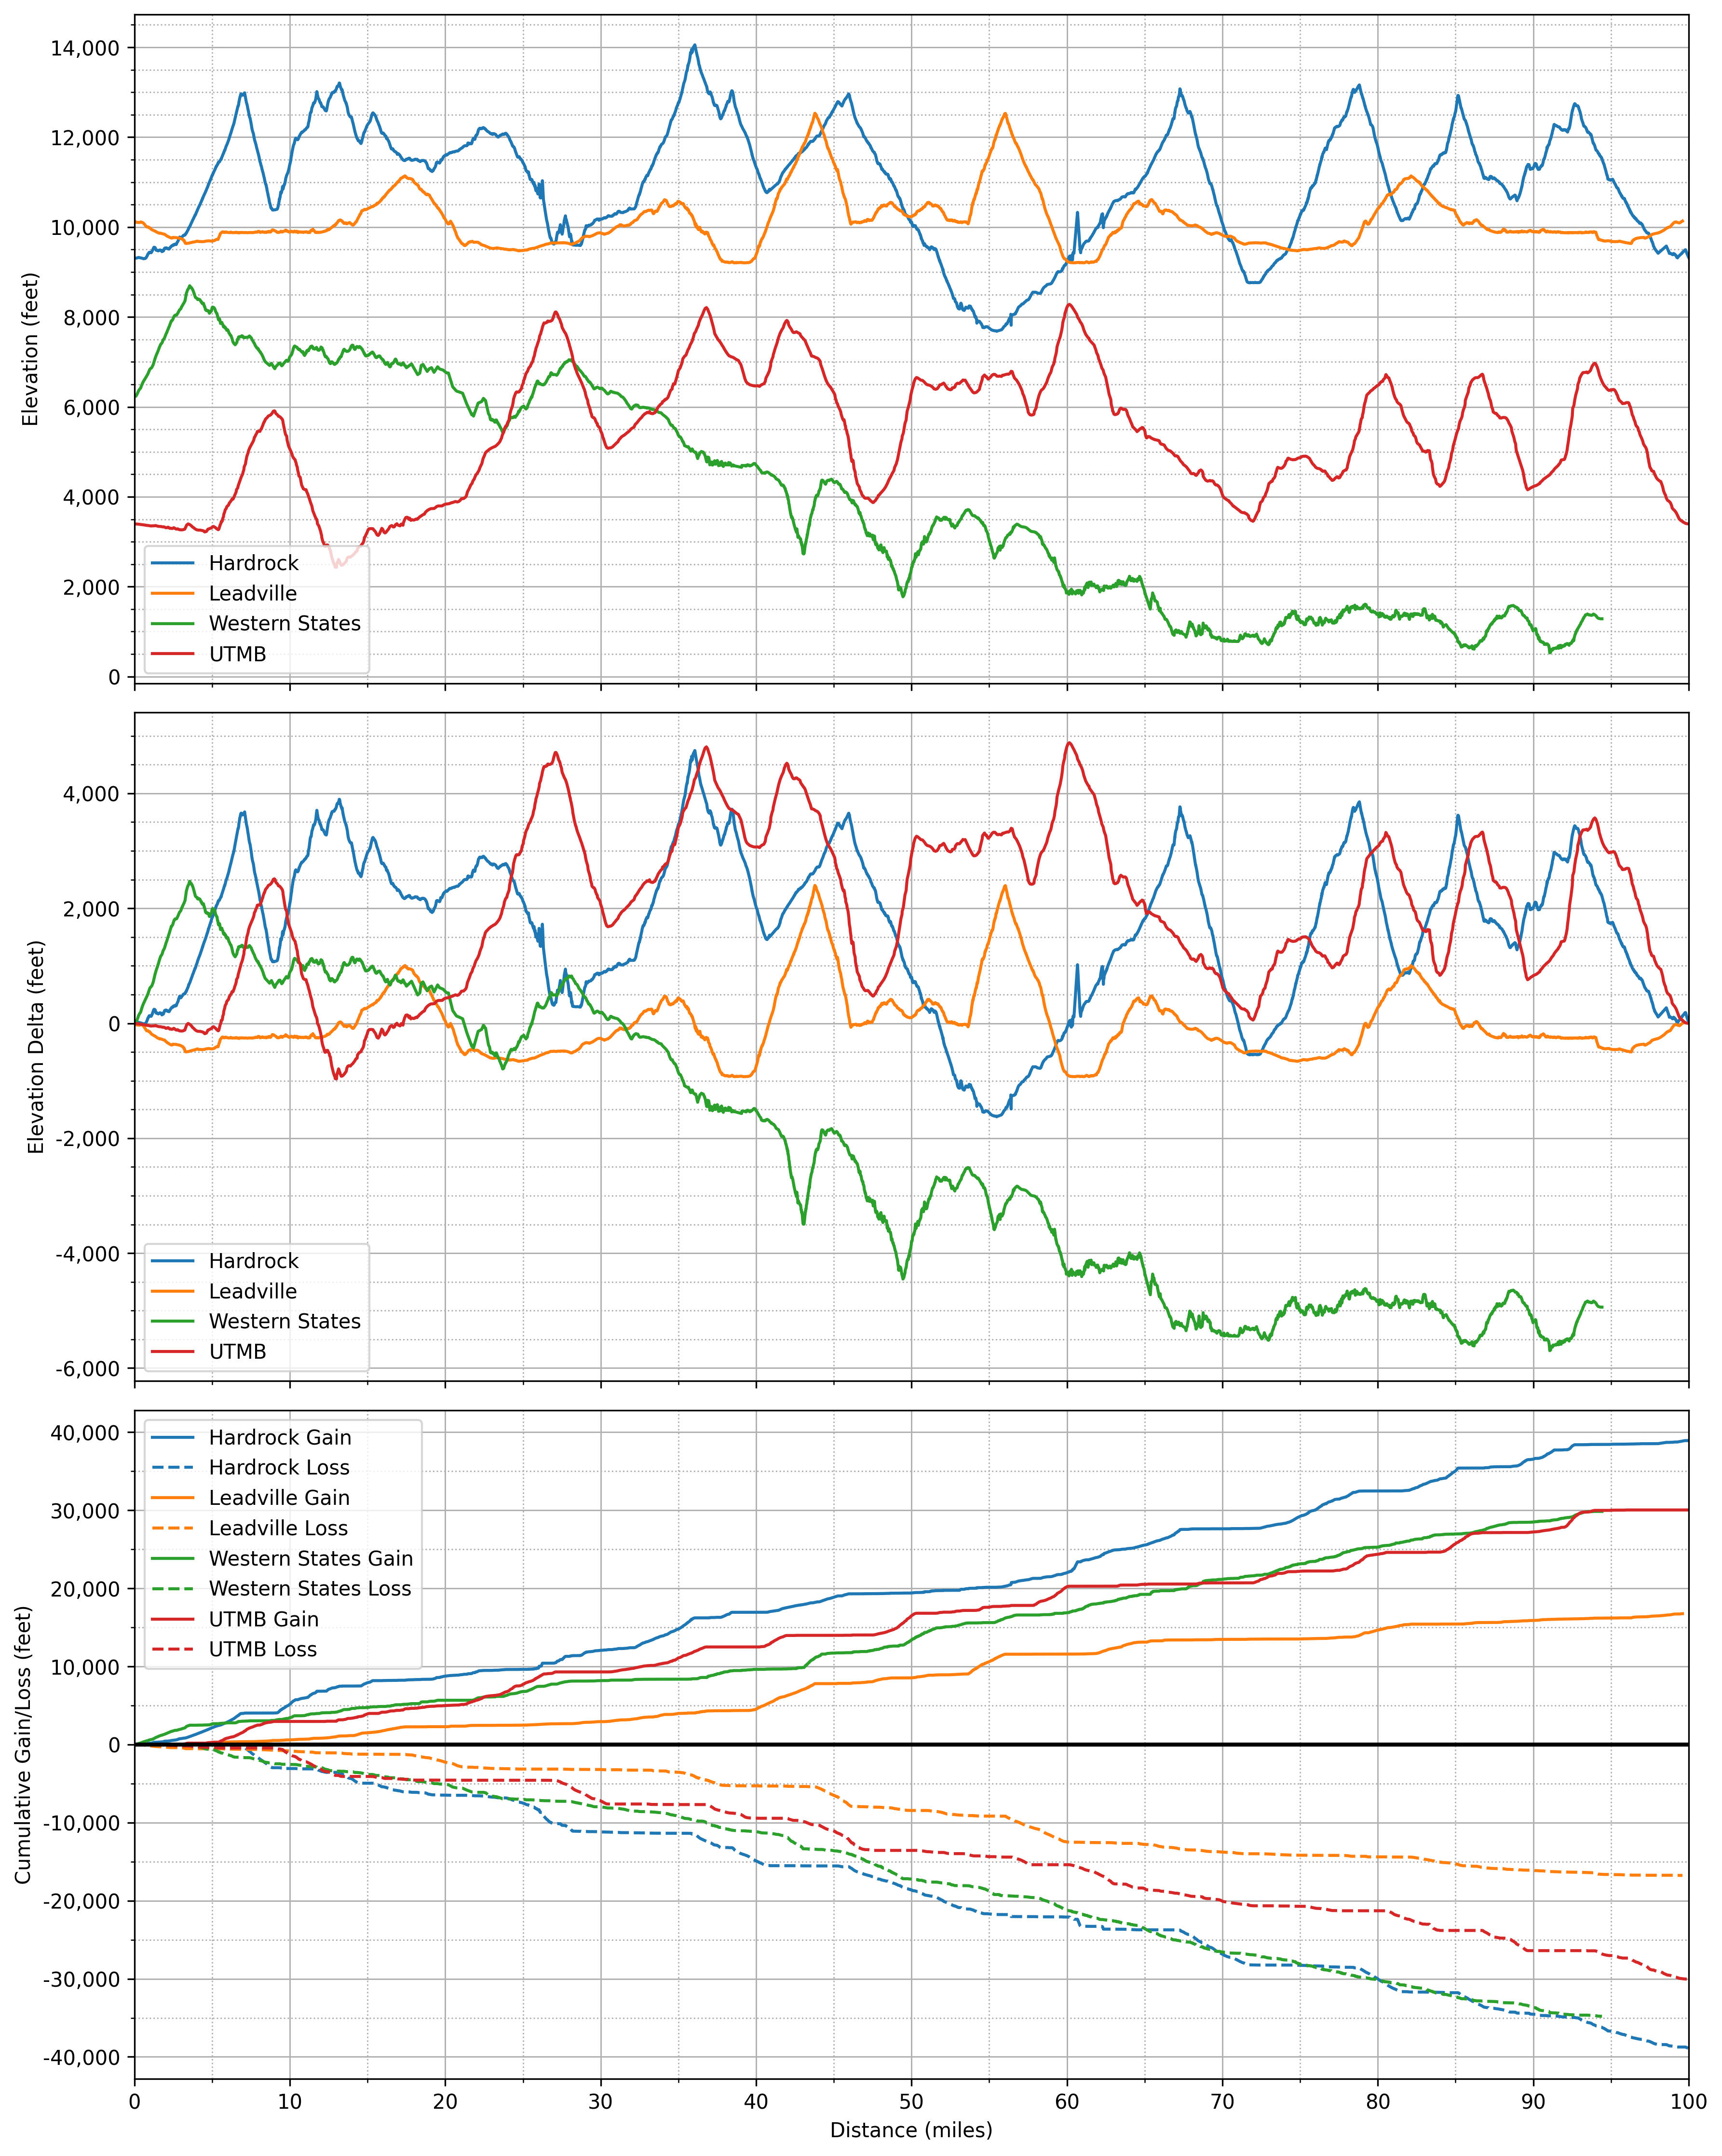 14,000
12,000
10,000
8,000
6,000
4,000
2,000
0
Elevation (feet)
Hardrock
Leadville
Western States
UTMB
4,000
2,000
0
-2,000
-4,000
-6,000
Elevation Delta (feet)
Hardrock
Leadville
Western States
UTMB
40,000
30,000
20,000
10,000
0
-10,000
-20,000
-30,000
-40,000
Cumulative Gain/Loss (feet)
Hardrock Gain
Hardrock Loss
Leadville Gain
Leadville Loss
Western States Gain
Western States Loss
UTMB Gain
UTMB Loss
0 10 20 30 40 50 60 70 80 90 100
Distance (miles)